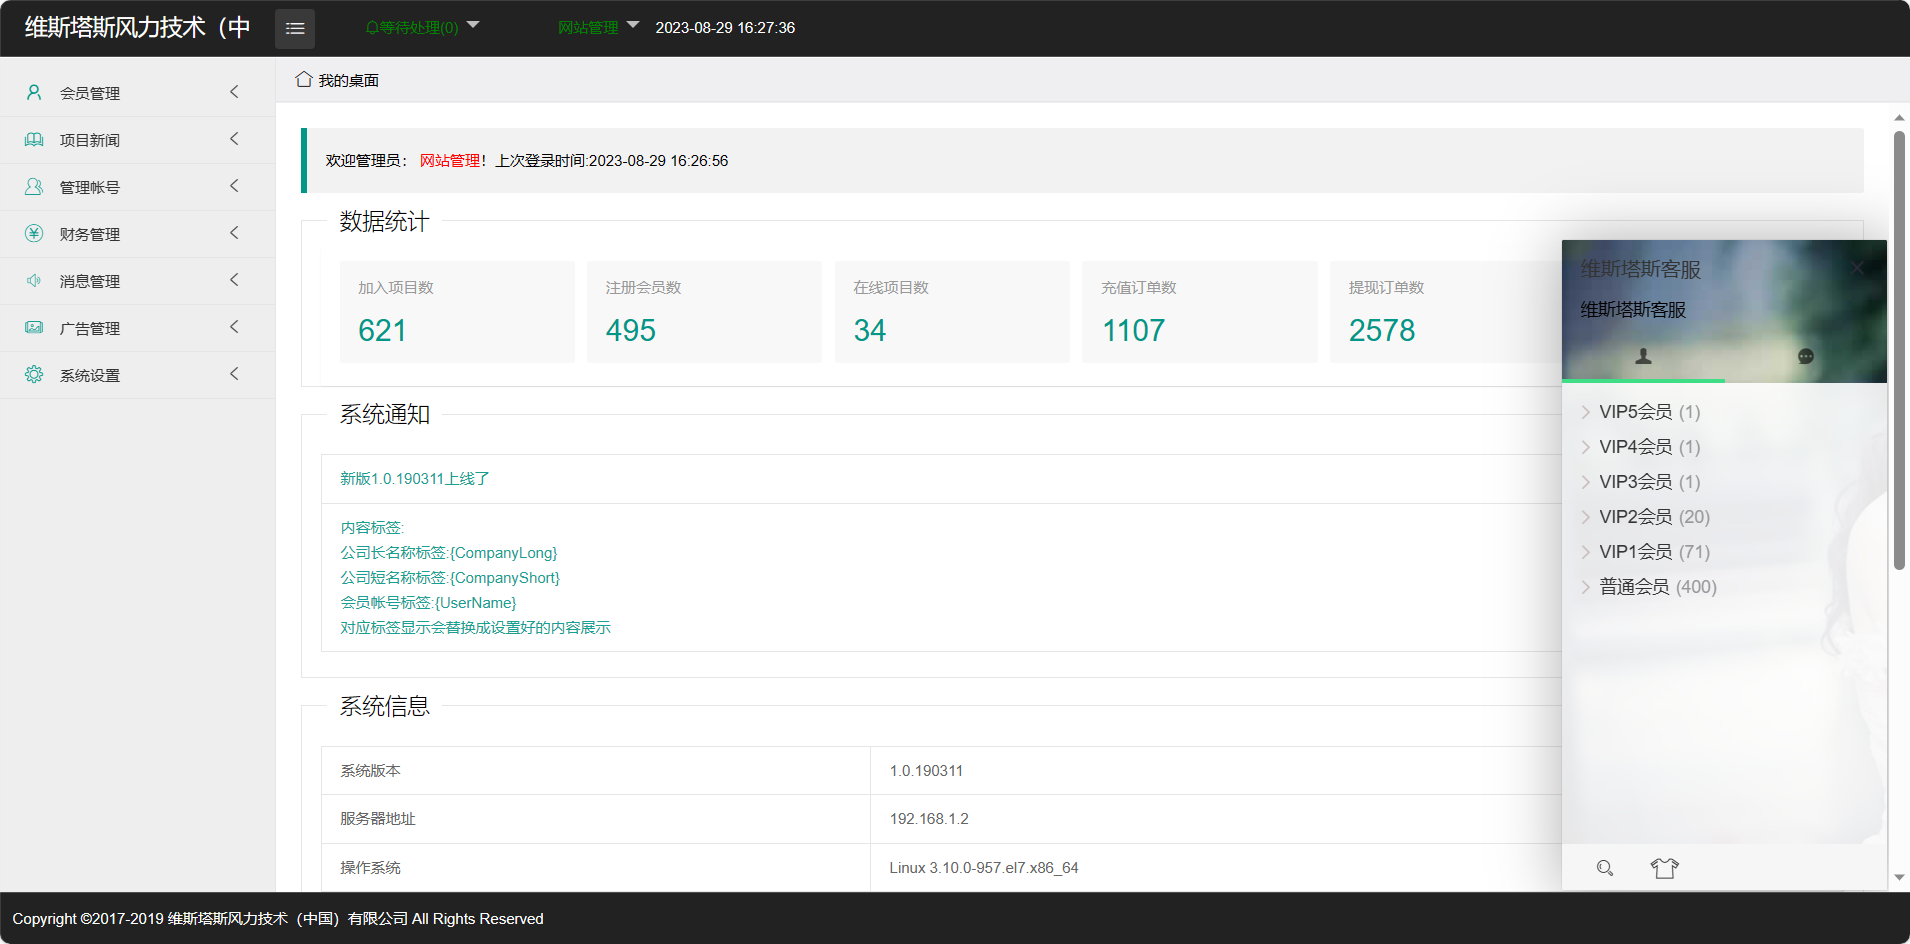 维斯塔斯风力技术（中
等待处理(0)
网站管理
2023-08-29 16:27:36
会员管理
项目新闻
管理帐号
财务管理
消息管理
广告管理
系统设置
我的桌面
欢迎管理员： 网站管理！上次登录时间:2023-08-29 16:26:56
数据统计
加入项目数
621
注册会员数
495
在线项目数
34
充值订单数
1107
提现订单数
2578
系统通知
新版1.0.190311上线了
内容标签:
公司长名称标签:{CompanyLong}
公司短名称标签:{CompanyShort}
会员帐号标签:{UserName}
对应标签显示会替换成设置好的内容展示
系统信息
系统版本 1.0.190311
服务器地址 192.168.1.2
操作系统 Linux 3.10.0-957.el7.x86_64
维斯塔斯客服
维斯塔斯客服
VIP5会员 (1)
VIP4会员 (1)
VIP3会员 (1)
VIP2会员 (20)
VIP1会员 (71)
普通会员 (400)
Copyright ©2017-2019 维斯塔斯风力技术（中国）有限公司 All Rights Reserved